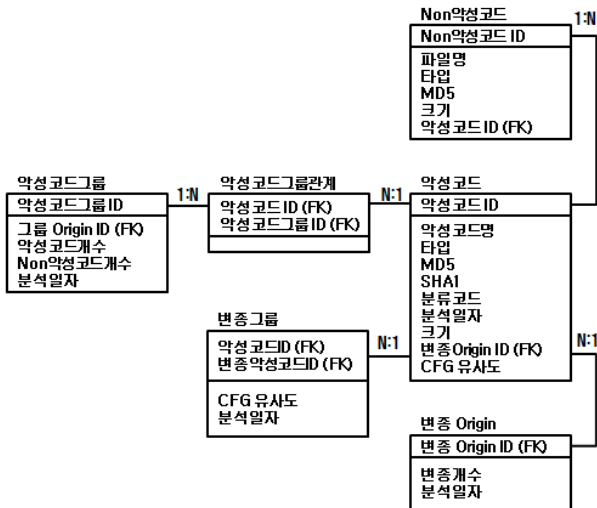 Non악성코드
1:N
Non악성코드 ID
파일명
타입
MD5
크기
악성코드 ID (FK)
악성코드그룹
악성코드그룹 ID
그룹 Origin ID (FK)
악성코드개수
Non악성코드개수
분석일자
1:N
악성코드그룹관계
악성코드 ID (FK)
악성코드그룹 ID (FK)
N:1
악성코드
악성코드 ID
악성코드명
타입
MD5
SHA1
분류코드
분석일자
크기
변종 Origin ID (FK)
CFG 유사도
변종그룹
악성코드ID (FK)
변종악성코드ID (FK)
CFG 유사도
분석일자
N:1
N:1
변종 Origin
변종 Origin ID (FK)
변종개수
분석일자